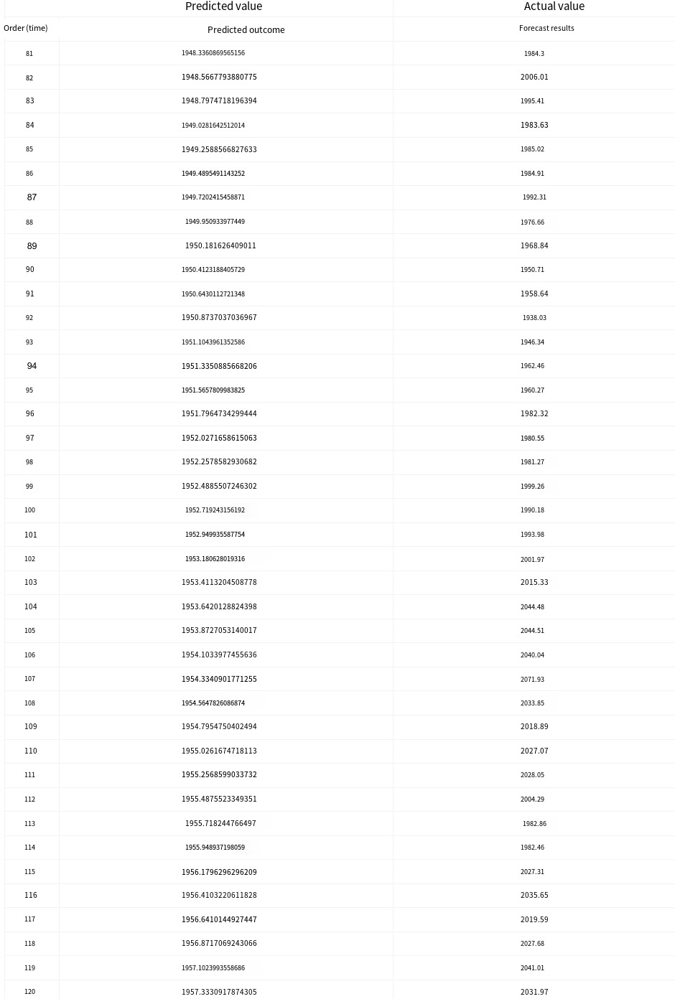 Predicted value Actual value
Order (time) Predicted outcome Forecast results
81 1948.3360869565156 1984.3
82 1948.5667793880775 2006.01
83 1948.7974718196394 1995.41
84 1949.0281642512014 1983.63
85 1949.2588566827633 1985.02
86 1949.4895491143252 1984.91
87 1949.7202415458871 1992.31
88 1949.950933977449 1976.66
89 1950.181626409011 1968.84
90 1950.4123188405729 1950.71
91 1950.6430112721348 1958.64
92 1950.8737037036967 1938.03
93 1951.1043961352586 1946.34
94 1951.3350885668206 1962.46
95 1951.5657809983825 1960.27
96 1951.7964734299444 1982.32
97 1952.0271658615063 1980.55
98 1952.2578582930682 1981.27
99 1952.4885507246302 1999.26
100 1952.719243156192 1990.18
101 1952.949935587754 1993.98
102 1953.180628019316 2001.97
103 1953.4113204508778 2015.33
104 1953.6420128824398 2044.48
105 1953.8727053140017 2044.51
106 1954.1033977455636 2040.04
107 1954.3340901771255 2071.93
108 1954.5647826086874 2033.85
109 1954.7954750402494 2018.89
110 1955.0261674718113 2027.07
111 1955.2568599033732 2028.05
112 1955.4875523349351 2004.29
113 1955.718244766497 1982.86
114 1955.948937198059 1982.46
115 1956.1796296296209 2027.31
116 1956.4103220611828 2035.65
117 1956.6410144927447 2019.59
118 1956.8717069243066 2027.68
119 1957.1023993558686 2041.01
120 1957.3330917874305 2031.97